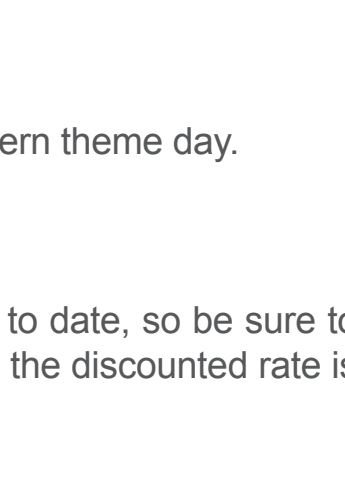 ern theme day.
to date, so be sure to
the discounted rate is